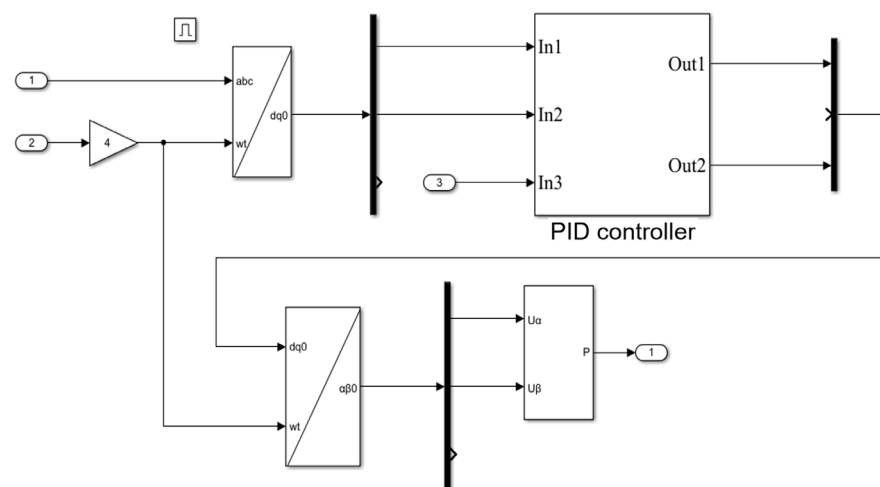 1
abc
dq0
2
4
wt
In1
In2
3
In3
Out1
Out2
PID controller
dq0
αβ0
wt
Uα
Uβ
P
1